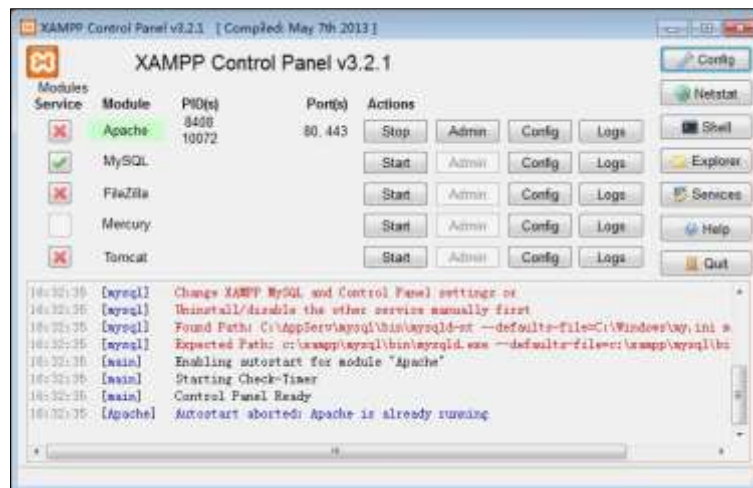 XAMPP Control Panel v3.2.1 [ Compiled: May 7th 2013 ]
XAMPP Control Panel v3.2.1
Config
Modules
Service Module PID(s) Port(s) Actions
Netstat
Apache 8408 10072 80, 443 Stop Admin Config Logs
Shell
MySQL Start Admin Config Logs
Explorer
FileZilla Start Admin Config Logs
Services
Mercury Start Admin Config Logs
Help
Tomcat Start Admin Config Logs
Quit
[mysql] Change XAMPP MySQL and Control Panel settings or
[mysql] Uninstall/disable the other service manually first
[mysql] Found Path: C:\AppServ\mysql\bin\mysqld-nt --defaults-file=C:\Windows\my.ini m
[mysql] Expected Path: c:\xampp\mysql\bin\mysqld.exe --defaults-file=c:\xampp\mysql\bi
[main] Enabling autostart for module "Apache"
[main] Starting Check-Timer
[main] Control Panel Ready
[Apache] Autostart aborted: Apache is already running